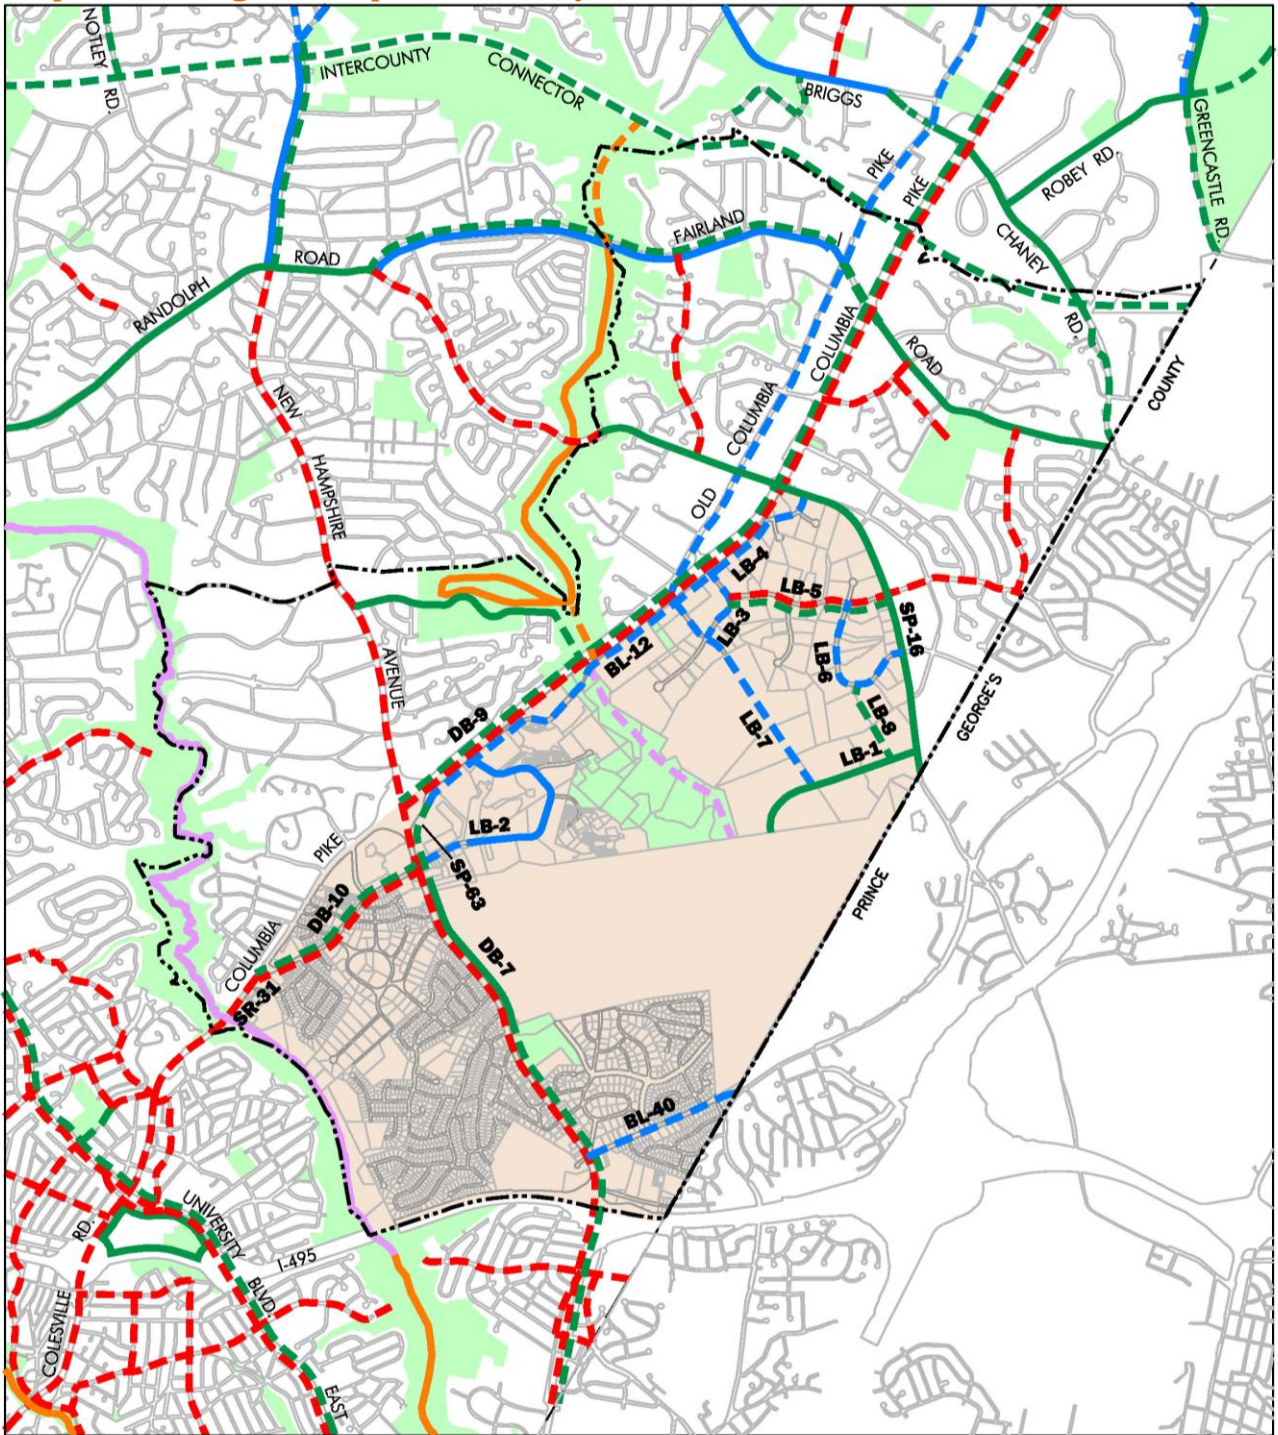 NOTLEY
RD.
INTERCOUNTY
CONNECTOR
BRIGGS
GREENCASTLE RD.
PIKE
PIKE
ROBEY RD.
FAIRLAND
CHANEY
RD.
ROAD
RANDOLPH
ROAD
COLUMBIA
COLUMBIA
COUNTY
NEW
HAMPSHIRE
OLD
LB-4
LB-5
LB-3
SP-16
BL-12
LB-6
AVENUE
DB-9
LB-7
LB-8
LB-1
GEORGE'S
LB-2
PIKE
SP-63
DB-10
PRINCE
COLUMBIA
DB-7
SR-31
BL-40
UNIVERSITY
RD.
I-495
BLVD.
COLESVILLE
EAST